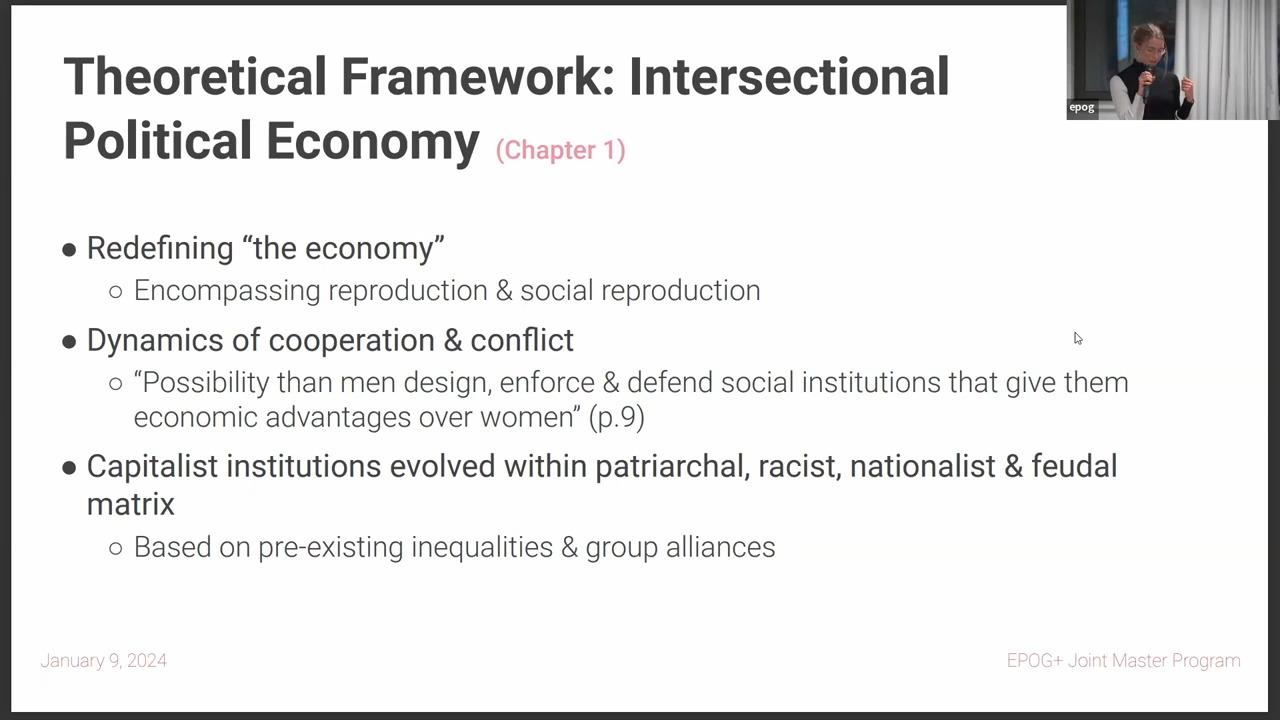 Theoretical Framework: Intersectional
Political Economy (Chapter 1)
epog
● Redefining “the economy”
○ Encompassing reproduction & social reproduction
● Dynamics of cooperation & conflict
○ “Possibility than men design, enforce & defend social institutions that give them
economic advantages over women” (p.9)
● Capitalist institutions evolved within patriarchal, racist, nationalist & feudal
matrix
○ Based on pre-existing inequalities & group alliances
January 9, 2024
EPOG+ Joint Master Program